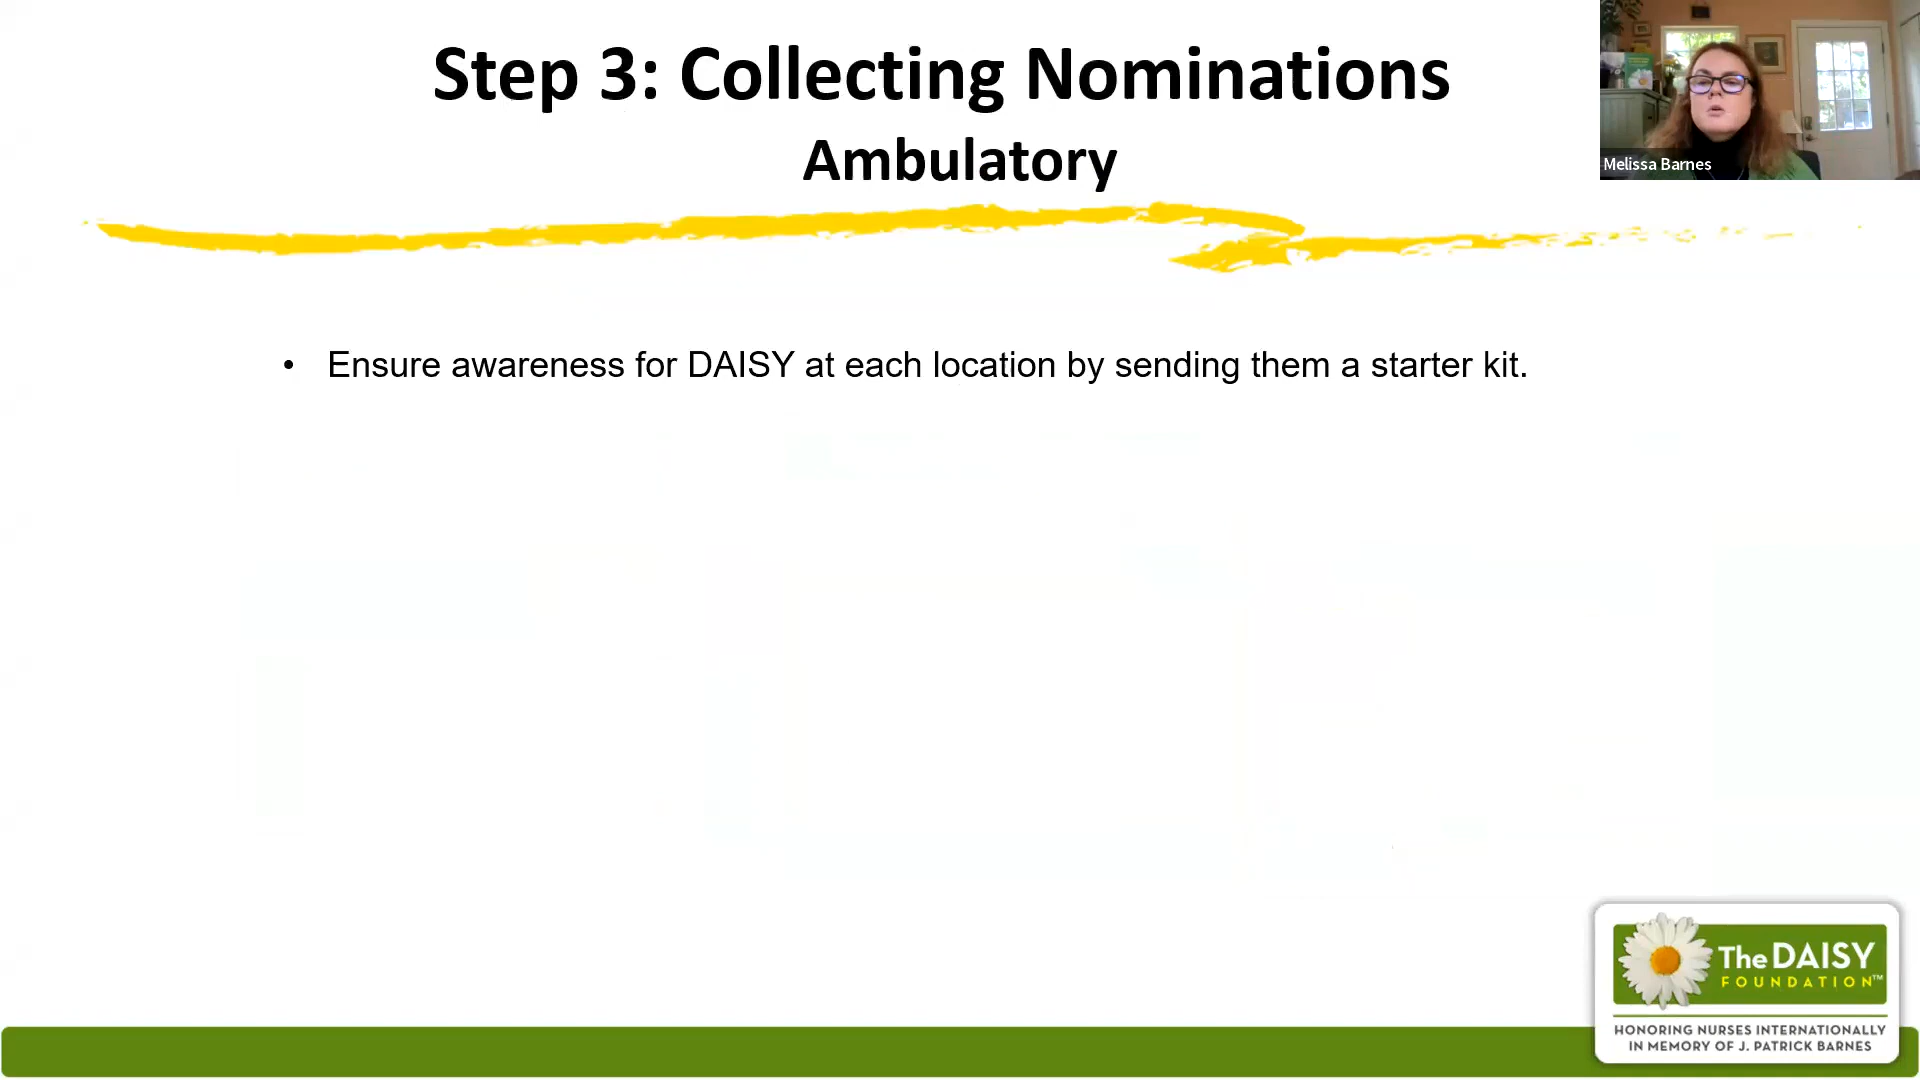 Step 3: Collecting Nominations
Ambulatory
Melissa Barnes
• Ensure awareness for DAISY at each location by sending them a starter kit.
The DAISY
FOUNDATION™
HONORING NURSES INTERNATIONALLY
IN MEMORY OF J. PATRICK BARNES